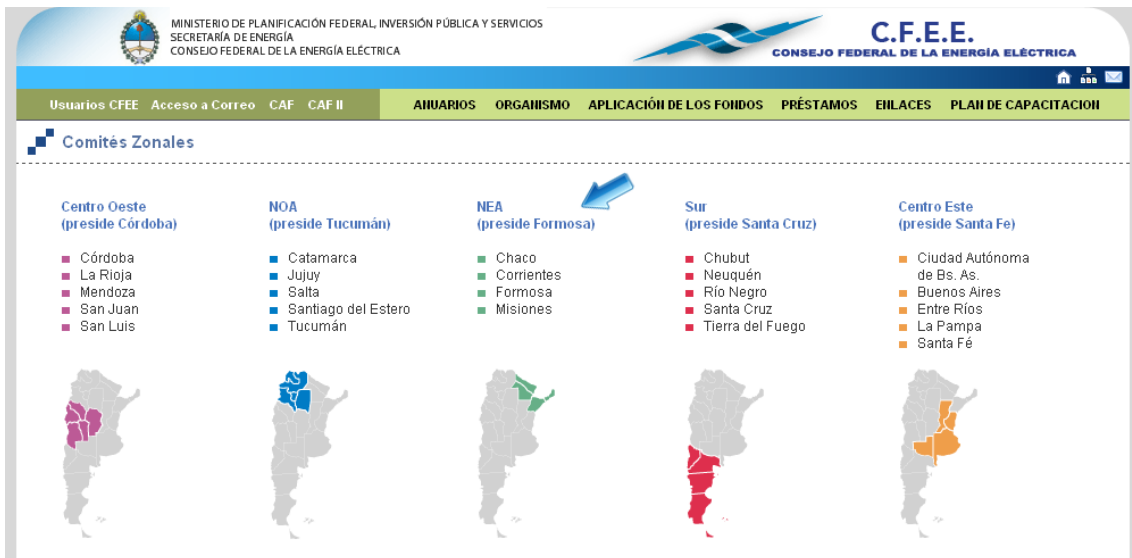 MINISTERIO DE PLANIFICACIÓN FEDERAL, INVERSIÓN PÚBLICA Y SERVICIOS
SECRETARÍA DE ENERGÍA
CONSEJO FEDERAL DE LA ENERGÍA ELÉCTRICA
C.F.E.E.
CONSEJO FEDERAL DE LA ENERGÍA ELÉCTRICA
Usuarios CFEE Acceso a Correo CAF CAF II ANUARIOS ORGANISMO APLICACIÓN DE LOS FONDOS PRÉSTAMOS ENLACES PLAN DE CAPACITACION
Comités Zonales
Centro Oeste
(preside Córdoba)
Córdoba
La Rioja
Mendoza
San Juan
San Luis
NOA
(preside Tucumán)
Catamarca
Jujuy
Salta
Santiago del Estero
Tucumán
NEA
(preside Formosa)
Chaco
Corrientes
Formosa
Misiones
Sur
(preside Santa Cruz)
Chubut
Neuquén
Río Negro
Santa Cruz
Tierra del Fuego
Centro Este
(preside Santa Fe)
Ciudad Autónoma
de Bs. As.
Buenos Aires
Entre Ríos
La Pampa
Santa Fé